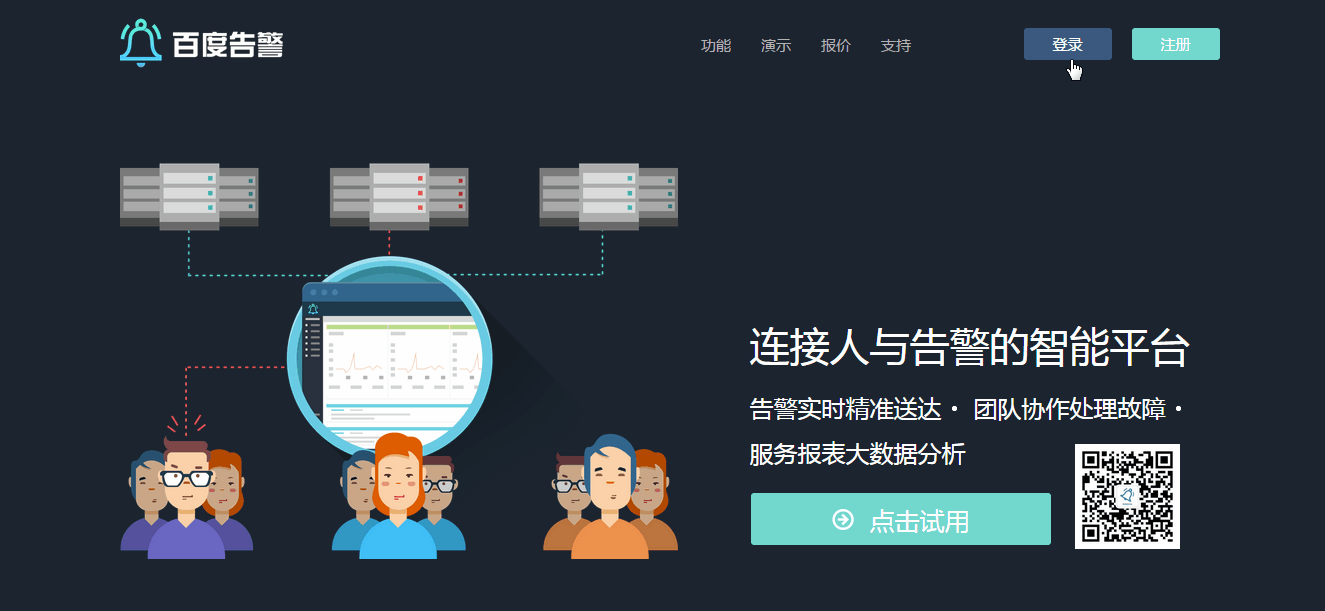 百度告警
功能 演示 报价 支持 登录 注册
连接人与告警的智能平台
告警实时精准送达· 团队协作处理故障·
服务报表大数据分析
点击试用